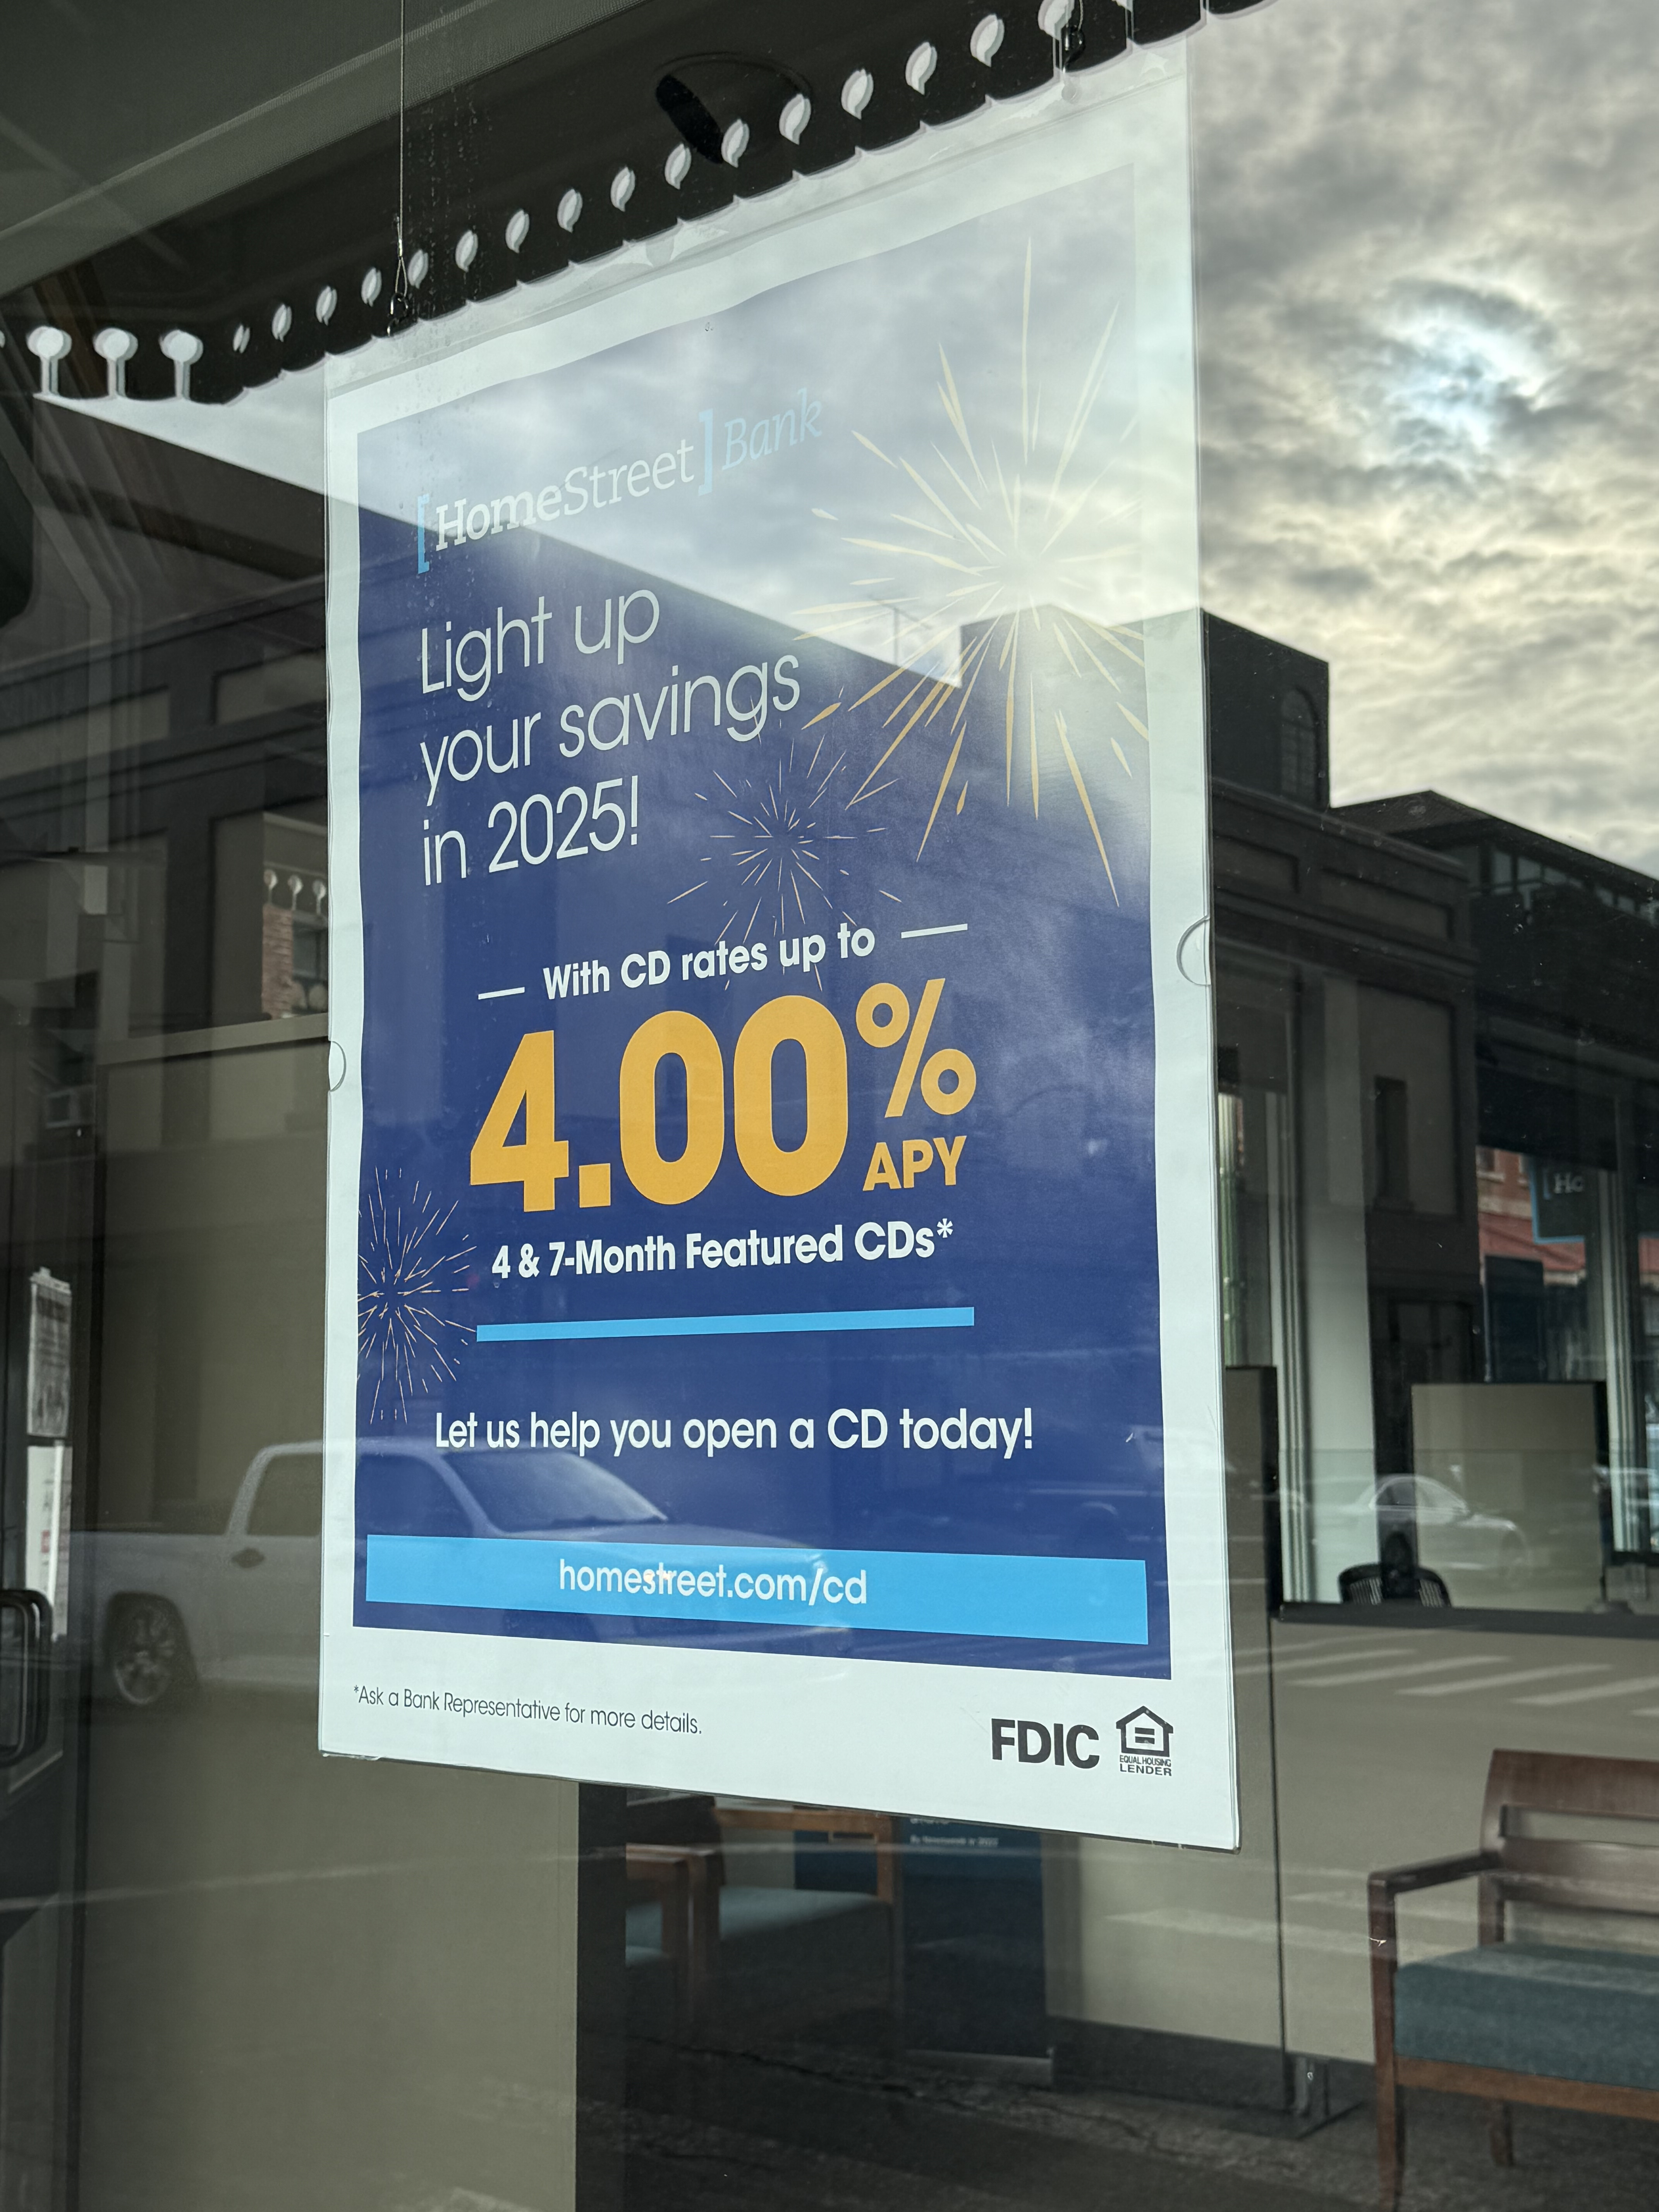 [HomeStreet] Bank
Light up
your savings
in 2025!
With CD rates up to
4.00%
APY
4 & 7-Month Featured CDs*
Let us help you open a CD today!
homestreet.com/cd
*Ask a Bank Representative for more details.
FDIC
EQUAL HOUSING
LENDER
[Ho